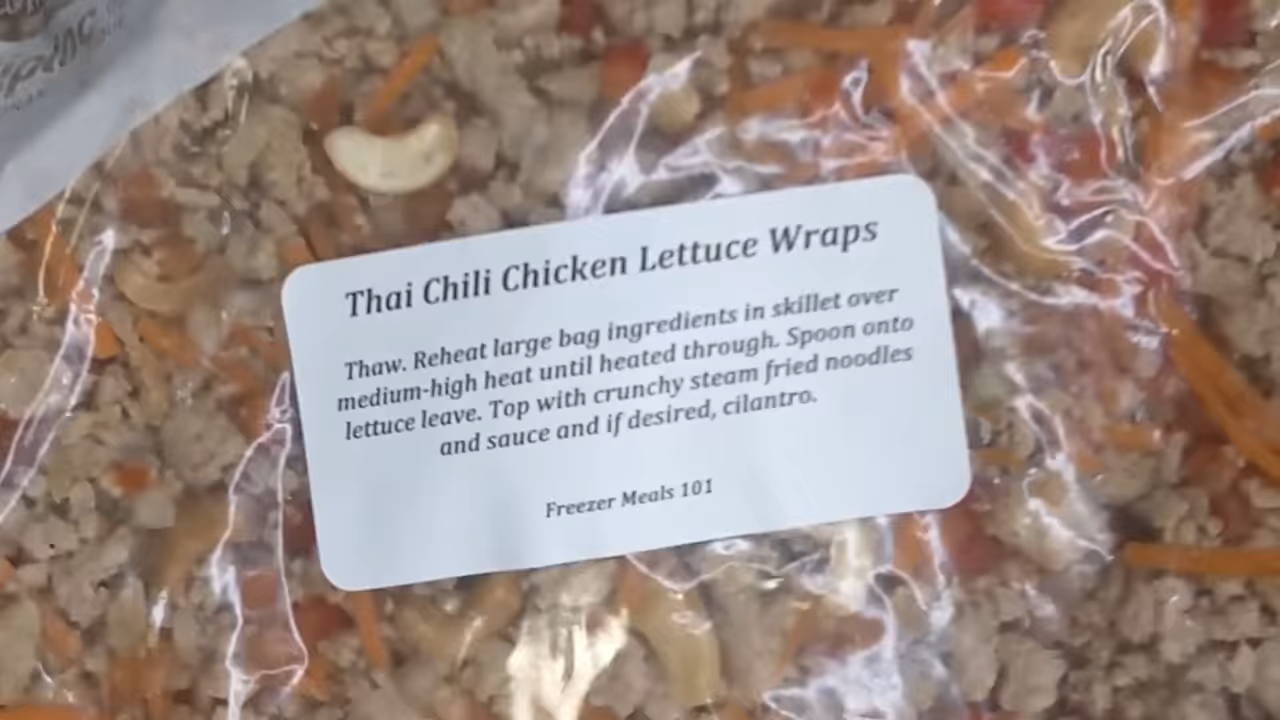 Thai Chili Chicken Lettuce Wraps
Thaw. Reheat large bag ingredients in skillet over
medium-high heat until heated through. Spoon onto
lettuce leave. Top with crunchy steam fried noodles
and sauce and if desired, cilantro.
Freezer Meals 101